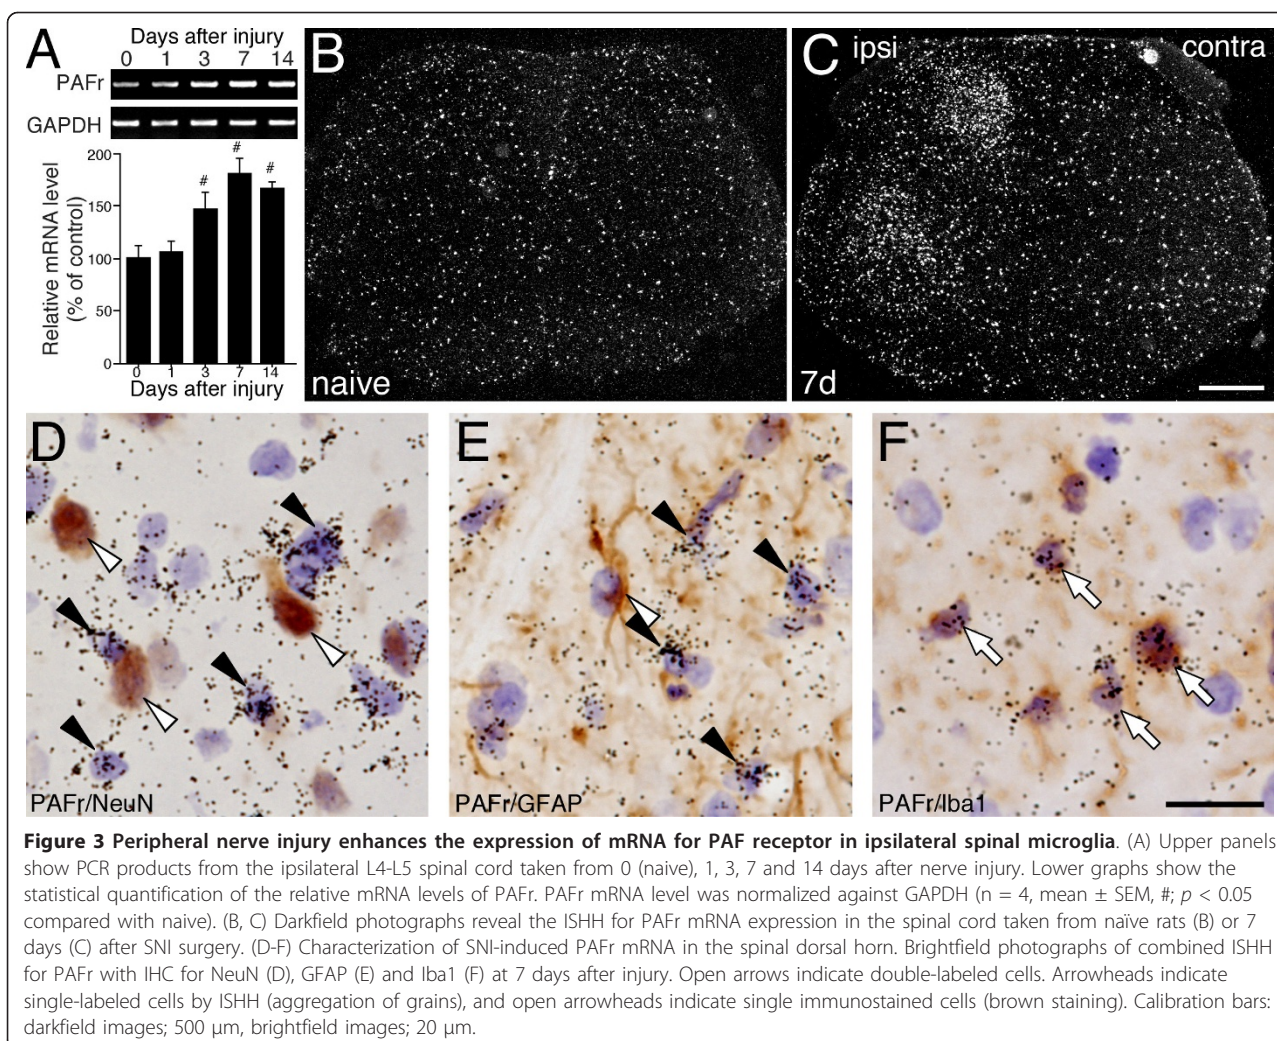 A
Days after injury
0 1 3 7 14
PAFr
GAPDH
Relative mRNA level
(% of control)
200
150
100
50
0
#
#
#
0 1 3 7 14
Days after injury
B
naive
C
ipsi
contra
7d
D
PAFr/NeuN
E
PAFr/GFAP
F
PAFr/Iba1
Figure 3 Peripheral nerve injury enhances the expression of mRNA for PAF receptor in ipsilateral spinal microglia. (A) Upper panels
show PCR products from the ipsilateral L4-L5 spinal cord taken from 0 (naive), 1, 3, 7 and 14 days after nerve injury. Lower graphs show the
statistical quantification of the relative mRNA levels of PAFr. PAFr mRNA level was normalized against GAPDH (n = 4, mean ± SEM, #; p < 0.05
compared with naive). (B, C) Darkfield photographs reveal the ISHH for PAFr mRNA expression in the spinal cord taken from naïve rats (B) or 7
days (C) after SNI surgery. (D-F) Characterization of SNI-induced PAFr mRNA in the spinal dorsal horn. Brightfield photographs of combined ISHH
for PAFr with IHC for NeuN (D), GFAP (E) and Iba1 (F) at 7 days after injury. Open arrows indicate double-labeled cells. Arrowheads indicate
single-labeled cells by ISHH (aggregation of grains), and open arrowheads indicate single immunostained cells (brown staining). Calibration bars:
darkfield images; 500 μm, brightfield images; 20 μm.